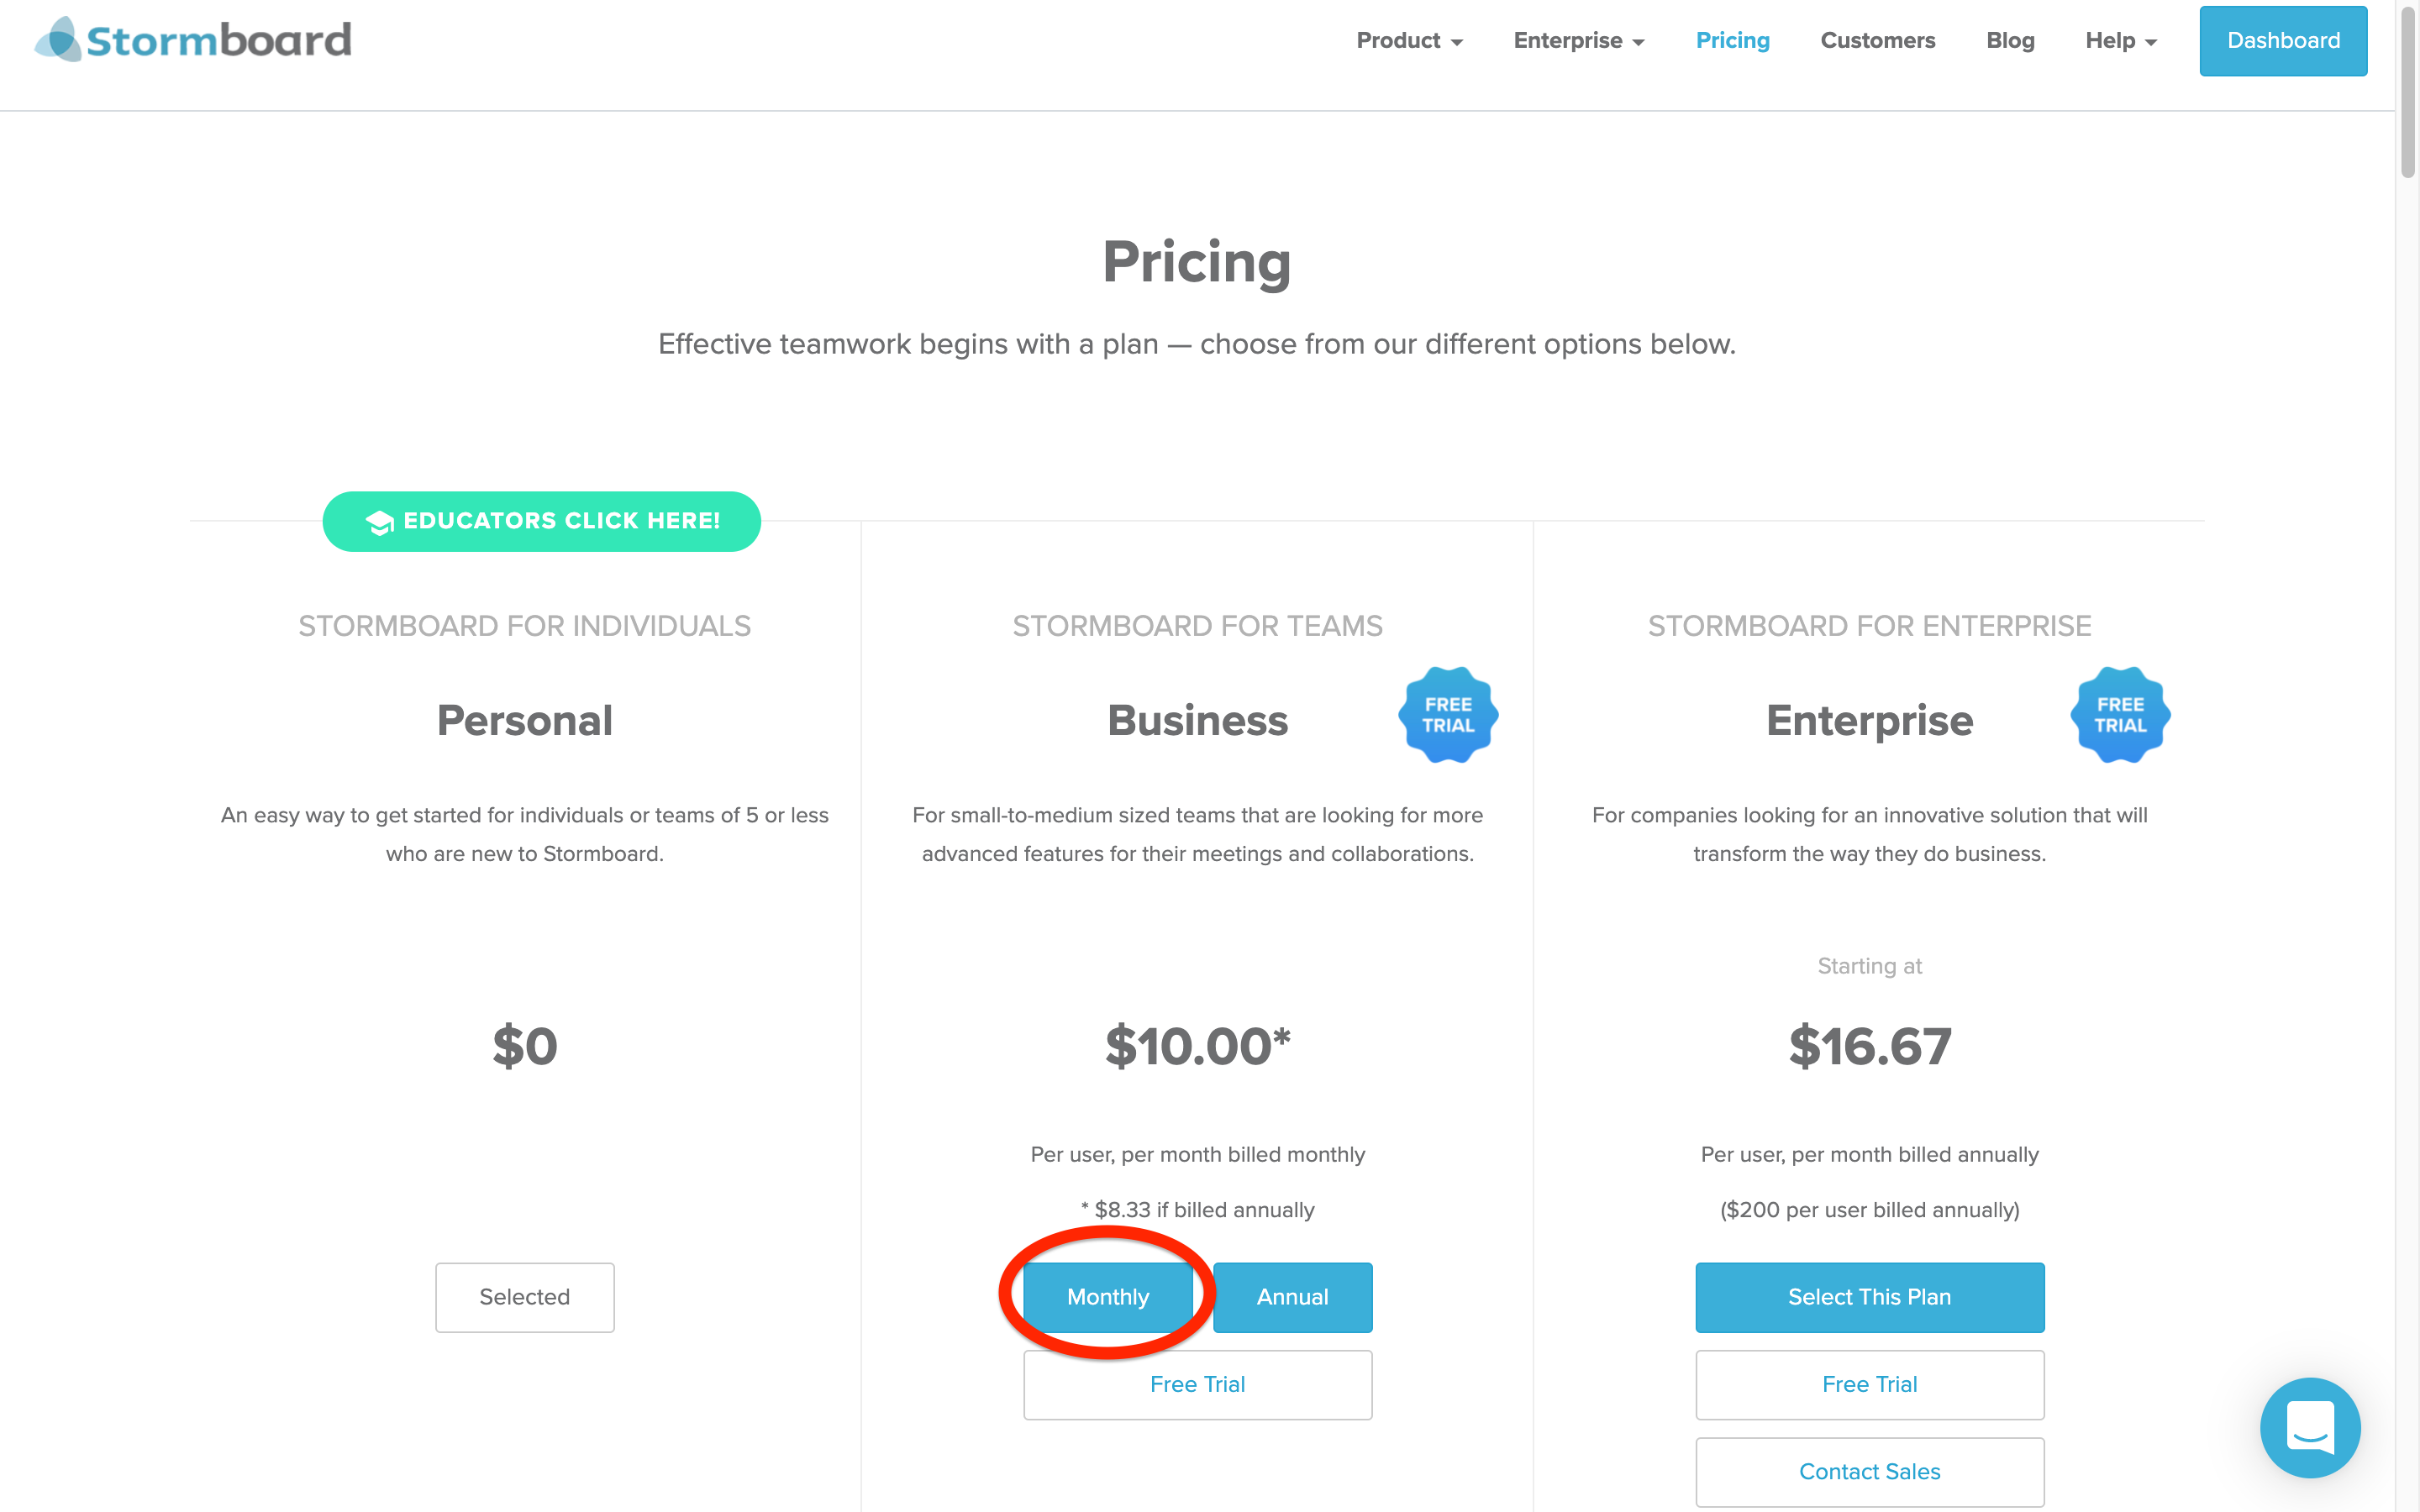 Stormboard
Product
Enterprise
Pricing
Customers
Blog
Help
Dashboard
Pricing
Effective teamwork begins with a plan — choose from our different options below.
EDUCATORS CLICK HERE!
STORMBOARD FOR INDIVIDUALS
Personal
An easy way to get started for individuals or teams of 5 or less
who are new to Stormboard.
$0
Selected
STORMBOARD FOR TEAMS
Business
FREE
TRIAL
For small-to-medium sized teams that are looking for more
advanced features for their meetings and collaborations.
$10.00*
Per user, per month billed monthly
* $8.33 if billed annually
Monthly
Annual
Free Trial
STORMBOARD FOR ENTERPRISE
Enterprise
FREE
TRIAL
For companies looking for an innovative solution that will
transform the way they do business.
Starting at
$16.67
Per user, per month billed annually
($200 per user billed annually)
Select This Plan
Free Trial
Contact Sales